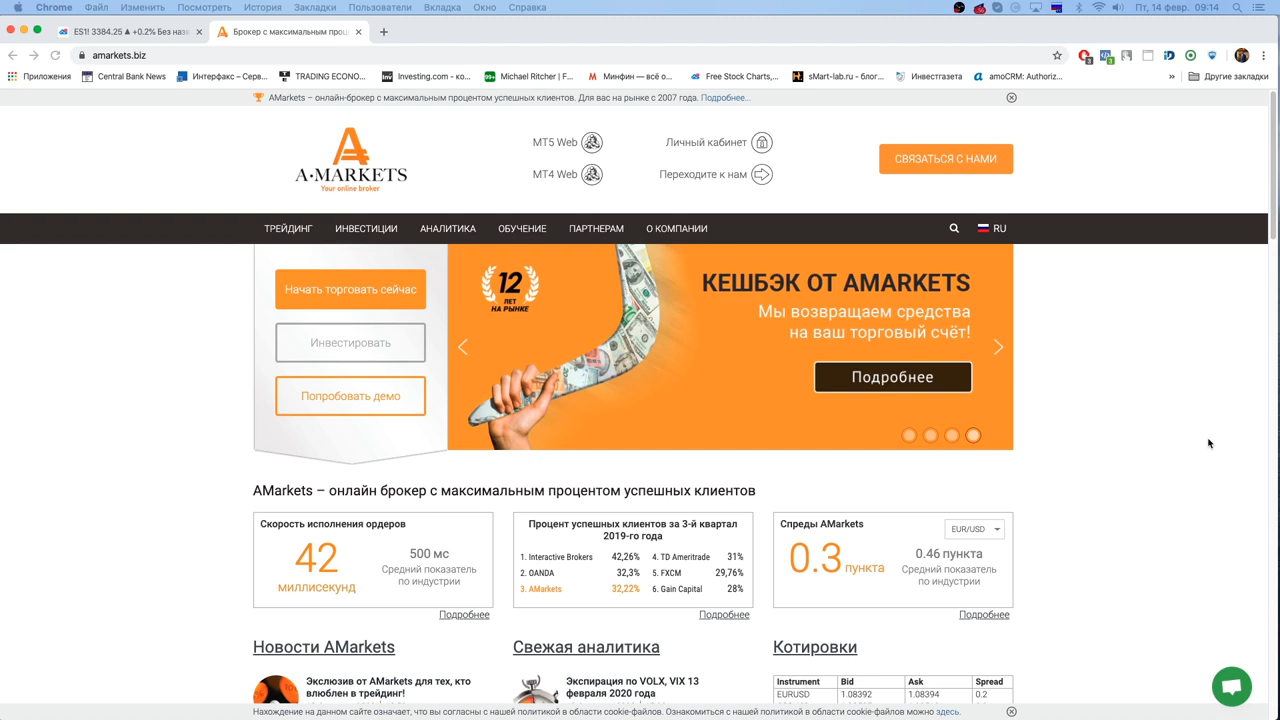 Chrome Файл Изменить Посмотреть История Закладки Пользователи Вкладка Окно Справка Пт, 14 февр. 09:14
ES1! 3384.25 ▲ +0.2% Без назв
Брокер с максимальным проц
amarkets.biz
Приложения Central Bank News Интерфакс – Серв... TRADING ECONO... Investing.com - ко... Michael Ritcher | F... Минфин — всё о... Free Stock Charts,... sMart-lab.ru - блог... Инвестгазета amoCRM: Authoriz... » Другие закладки
AMarkets – онлайн-брокер с максимальным процентом успешных клиентов. Для вас на рынке с 2007 года. Подробнее...
A·MARKETS
Your online broker
MT5 Web
Личный кабинет
MT4 Web
Переходите к нам
СВЯЗАТЬСЯ С НАМИ
ТРЕЙДИНГ ИНВЕСТИЦИИ АНАЛИТИКА ОБУЧЕНИЕ ПАРТНЕРАМ О КОМПАНИИ RU
Начать торговать сейчас
Инвестировать
Попробовать демо
12
ЛЕТ
НА РЫНКЕ
КЕШБЭК ОТ AMARKETS
Мы возвращаем средства
на ваш торговый счёт!
Подробнее
AMarkets – онлайн брокер с максимальным процентом успешных клиентов
Скорость исполнения ордеров
42
миллисекунд
500 мс
Средний показатель
по индустрии
Подробнее
Процент успешных клиентов за 3-й квартал
2019-го года
1. Interactive Brokers 42,26% 4. TD Ameritrade 31%
2. OANDA 32,3% 5. FXCM 29,76%
3. AMarkets 32,22% 6. Gain Capital 28%
Подробнее
Спреды AMarkets
EUR/USD
0.3 пункта
0.46 пункта
Средний показатель
по индустрии
Подробнее
Новости AMarkets
Экслюзив от AMarkets для тех, кто
влюблен в трейдинг!
Свежая аналитика
Экспирация по VOLX, VIX 13
февраля 2020 года
Котировки
Instrument Bid Ask Spread
EURUSD 1.08392 1.08394 0.2
Нахождение на данном сайте означает, что вы согласны с нашей политикой в области cookie-файлов. Ознакомиться с нашей политикой в области cookie-файлов можно здесь.